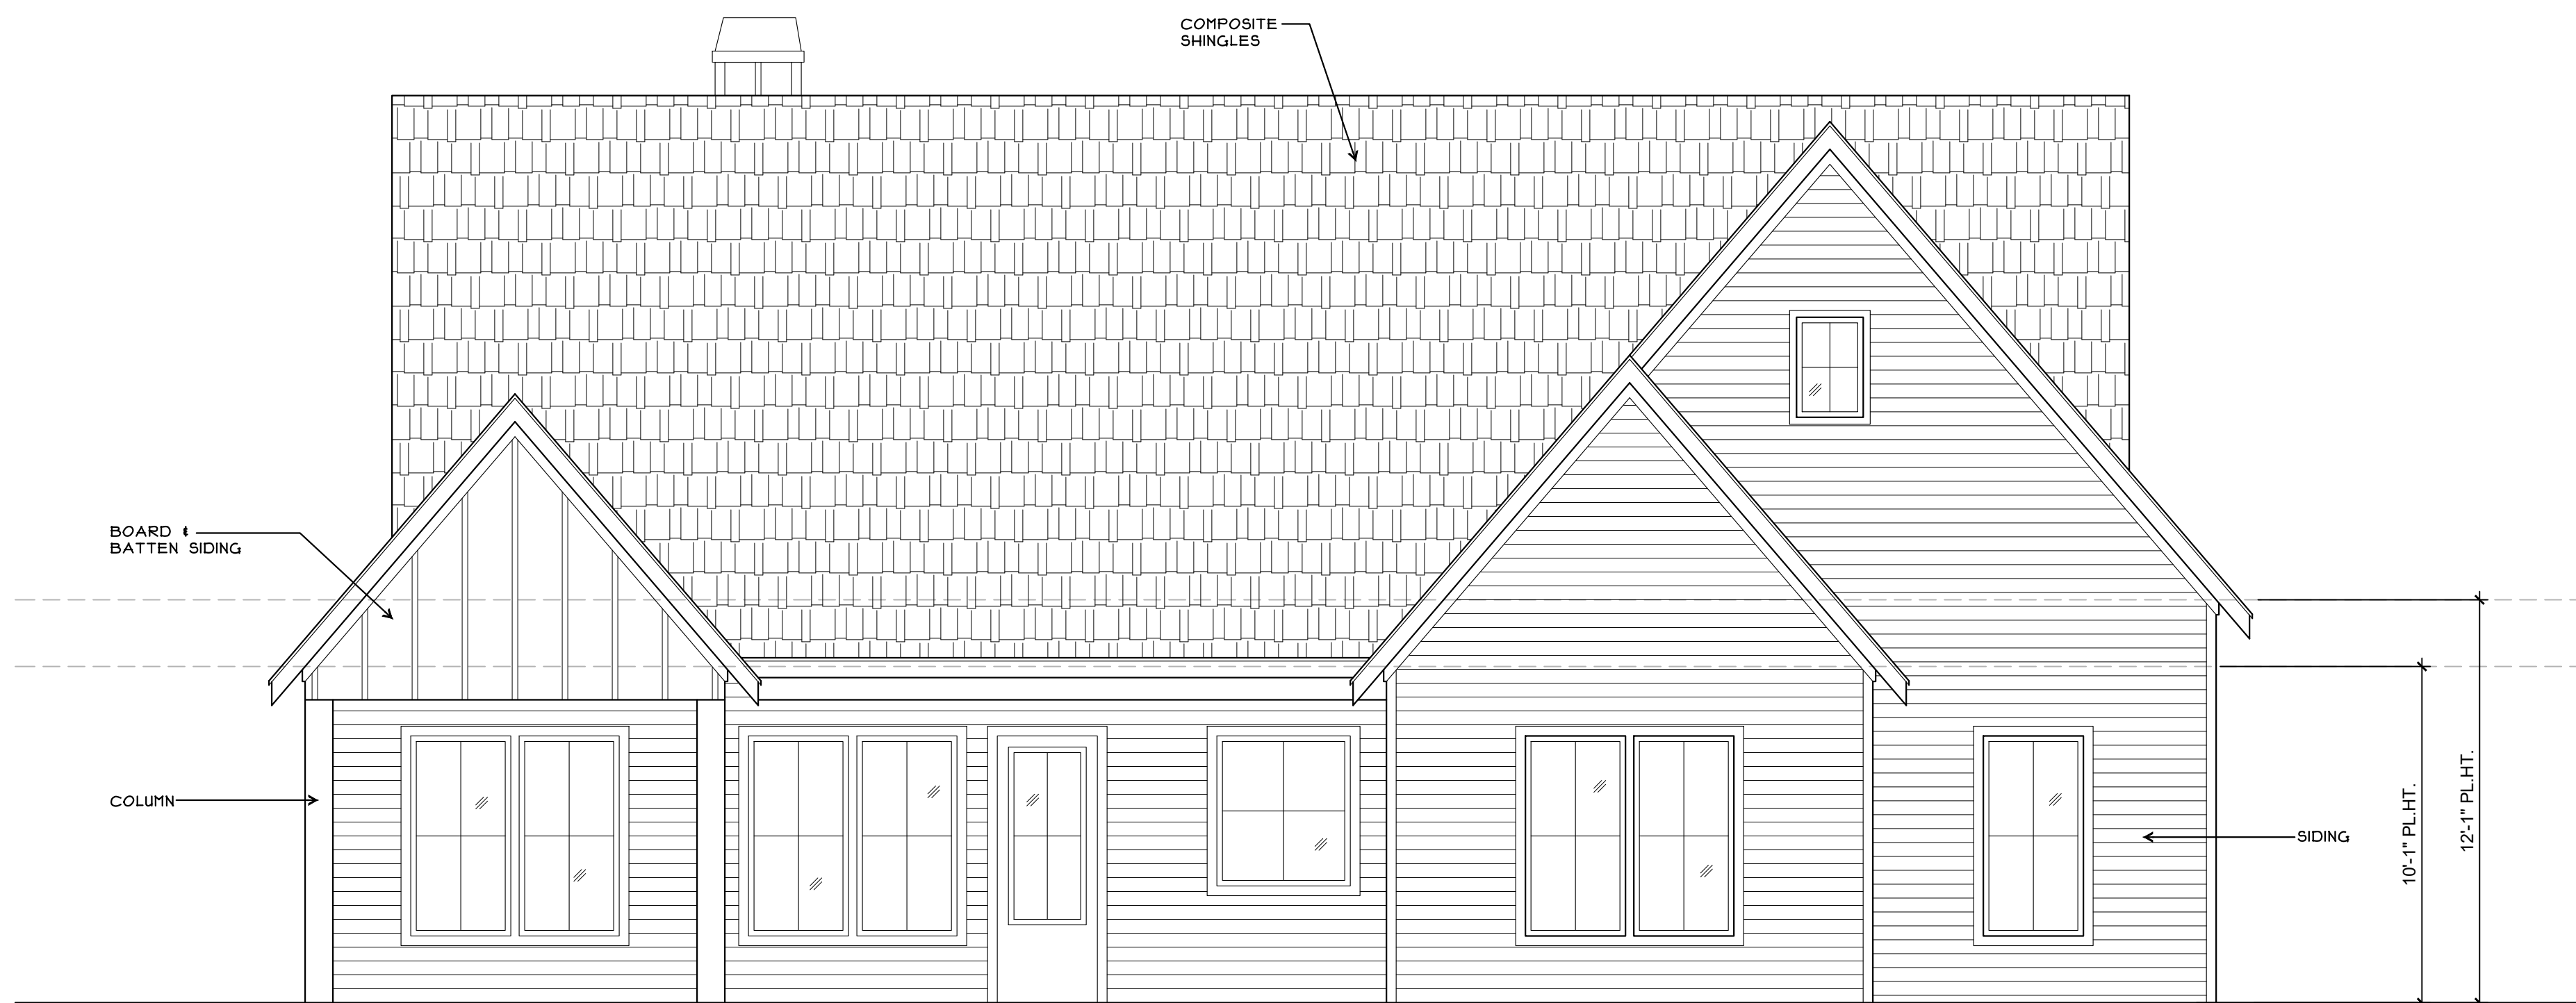 COMPOSITE
SHINGLES
BOARD &
BATTEN SIDING
COLUMN
SIDING
10'-1" PL.HT.
12'-1" PL.HT.